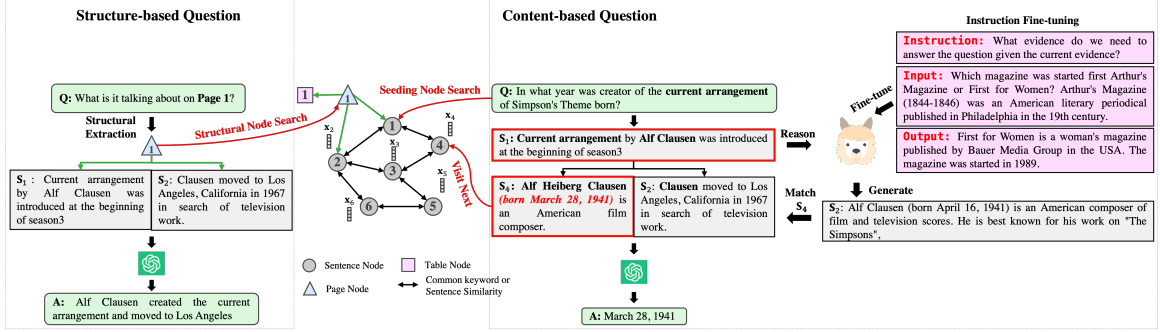 Structure-based Question
Q: What is it talking about on Page 1?
Structural
Extraction
1
S1 : Current arrangement
by Alf Clausen was
introduced at the beginning
of season3
S2: Clausen moved to Los
Angeles, California in 1967
in search of television
work.
A: Alf Clausen created the current
arrangement and moved to Los Angeles
Structural Node Search
Seeding Node Search
Visit Next
1
1
1
x2
x3
x4
x5
x6
2
3
4
5
6
Sentence Node
Table Node
Page Node
Common keyword or
Sentence Similarity
Content-based Question
Q: In what year was creator of the current arrangement
of Simpson's Theme born?
S1: Current arrangement by Alf Clausen was introduced
at the beginning of season3
S4: Alf Heiberg Clausen
(born March 28, 1941) is
an American film
composer.
S2: Clausen moved to Los
Angeles, California in 1967
in search of television
work.
A: March 28, 1941
Reason
Match
S4
Generate
Fine-tune
Instruction Fine-tuning
Instruction: What evidence do we need to
answer the question given the current evidence?
Input: Which magazine was started first Arthur's
Magazine or First for Women? Arthur's Magazine
(1844-1846) was an American literary periodical
published in Philadelphia in the 19th century.
Output: First for Women is a woman's magazine
published by Bauer Media Group in the USA. The
magazine was started in 1989.
S2: Alf Clausen (born April 16, 1941) is an American composer
of film and television scores. He is best known for his work on "The
Simpsons",